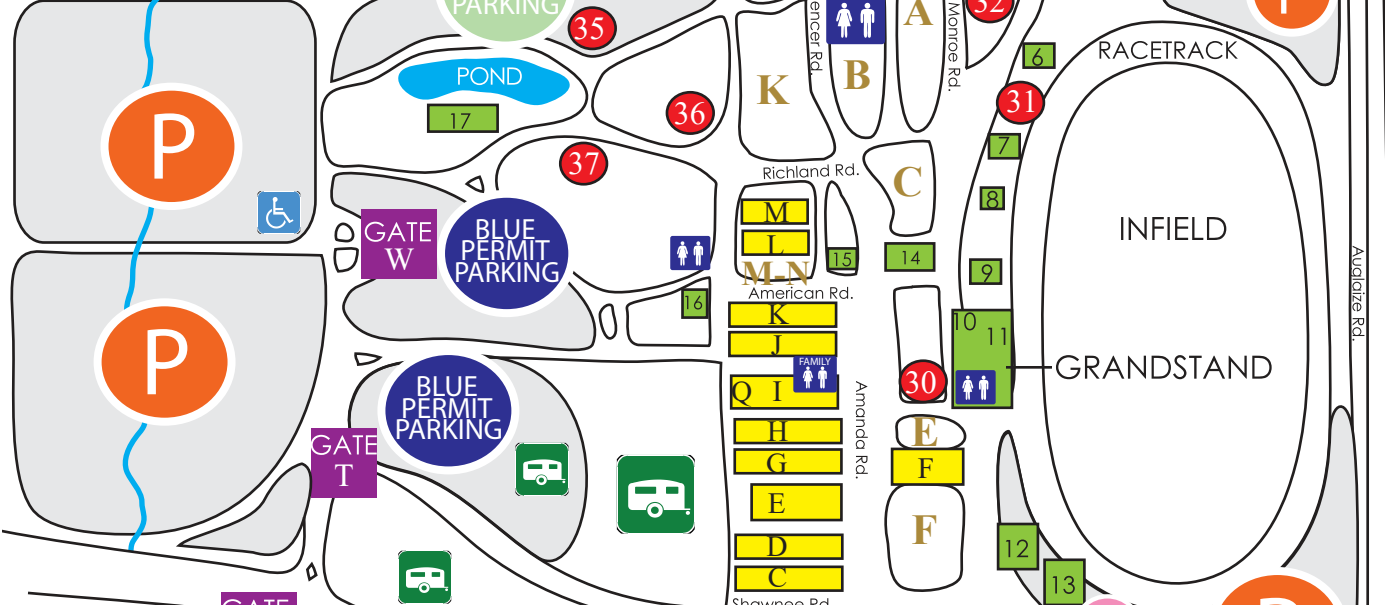 PARKING
35
encer Rd.
A
Monroe Rd.
32
P
6
RACETRACK
POND
B
K
31
17
36
P
7
37
Richland Rd.
C
8
M
GATE
W
BLUE
PERMIT
PARKING
L
15
14
INFIELD
9
M-N
American Rd.
16
K
10
11
Auglaize Rd.
J
P
FAMILY
GRANDSTAND
30
Q I
BLUE
PERMIT
PARKING
Amanda Rd.
H
E
GATE
T
G
F
E
F
D
12
C
13
GATE
Shawnee Rd.
P